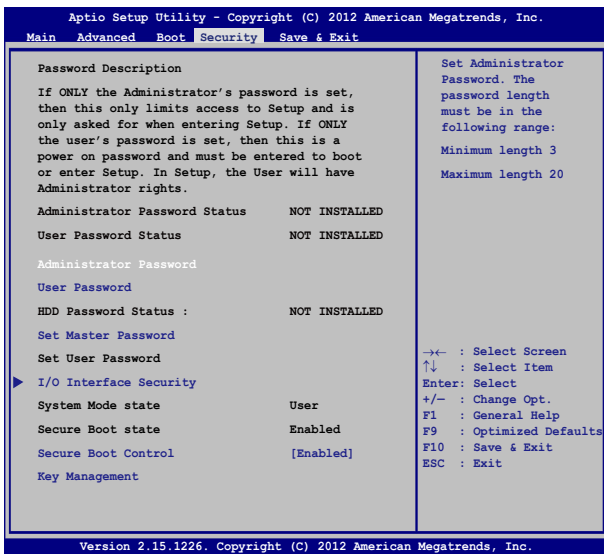 Aptio Setup Utility - Copyright (C) 2012 American Megatrends, Inc.
Main Advanced Boot Security Save & Exit
Password Description
If ONLY the Administrator's password is set,
then this only limits access to Setup and is
only asked for when entering Setup. If ONLY
the user's password is set, then this is a
power on password and must be entered to boot
or enter Setup. In Setup, the User will have
Administrator rights.
Administrator Password Status NOT INSTALLED
User Password Status NOT INSTALLED
Administrator Password
User Password
HDD Password Status : NOT INSTALLED
Set Master Password
Set User Password
I/O Interface Security
System Mode state User
Secure Boot state Enabled
Secure Boot Control [Enabled]
Key Management
Set Administrator
Password. The
password length
must be in the
following range:
Minimum length 3
Maximum length 20
→← : Select Screen
↑↓ : Select Item
Enter: Select
+/— : Change Opt.
F1 : General Help
F9 : Optimized Defaults
F10 : Save & Exit
ESC : Exit
Version 2.15.1226. Copyright (C) 2012 American Megatrends, Inc.